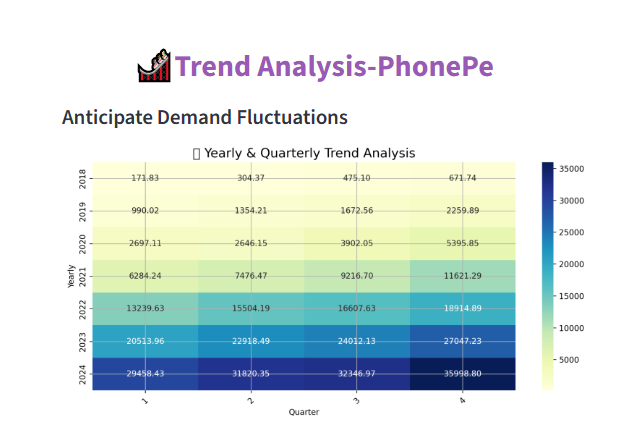 Trend Analysis-PhonePe
Anticipate Demand Fluctuations
▯ Yearly & Quarterly Trend Analysis
2018 171.83 304.37 475.10 671.74
2019 990.02 1354.21 1672.56 2259.89
2020 2697.11 2646.15 3902.05 5395.85
2021 6284.24 7476.47 9216.70 11621.29
2022 13239.63 15504.19 16607.63 18914.89
2023 20513.96 22918.49 24012.13 27047.23
2024 29458.43 31820.35 32346.97 35998.80
Yearly
1 2 3 4
Quarter
35000
30000
25000
20000
15000
10000
5000